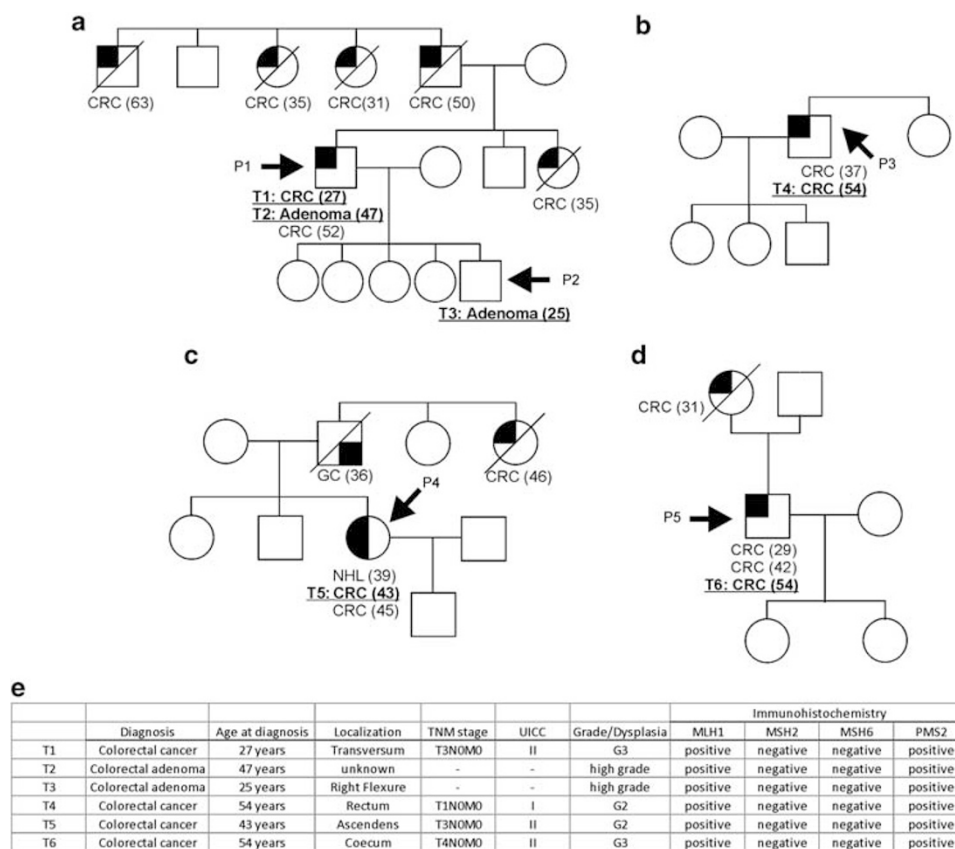 a
CRC (63)
CRC (35)
CRC(31)
CRC (50)
P1
T1: CRC (27)
T2: Adenoma (47)
CRC (52)
CRC (35)
P2
T3: Adenoma (25)
b
P3
CRC (37)
T4: CRC (54)
c
GC (36)
P4
CRC (46)
NHL (39)
T5: CRC (43)
CRC (45)
d
CRC (31)
P5
CRC (29)
CRC (42)
T6: CRC (54)
e
Immunohistochemistry
Diagnosis Age at diagnosis Localization TNM stage UICC Grade/Dysplasia MLH1 MSH2 MSH6 PMS2
T1 Colorectal cancer 27 years Transversum T3N0M0 II G3 positive negative negative positive
T2 Colorectal adenoma 47 years unknown - - high grade positive negative negative positive
T3 Colorectal adenoma 25 years Right Flexure - - high grade positive negative negative positive
T4 Colorectal cancer 54 years Rectum T1N0M0 I G2 positive negative negative positive
T5 Colorectal cancer 43 years Ascendens T3N0M0 II G2 positive negative negative positive
T6 Colorectal cancer 54 years Coecum T4N0M0 II G3 positive negative negative positive